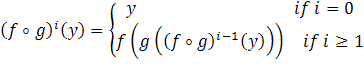 (f ∘ g)^i(y) = { y if i = 0
f(g((f ∘ g)^{i−1}(y))) if i ≥ 1